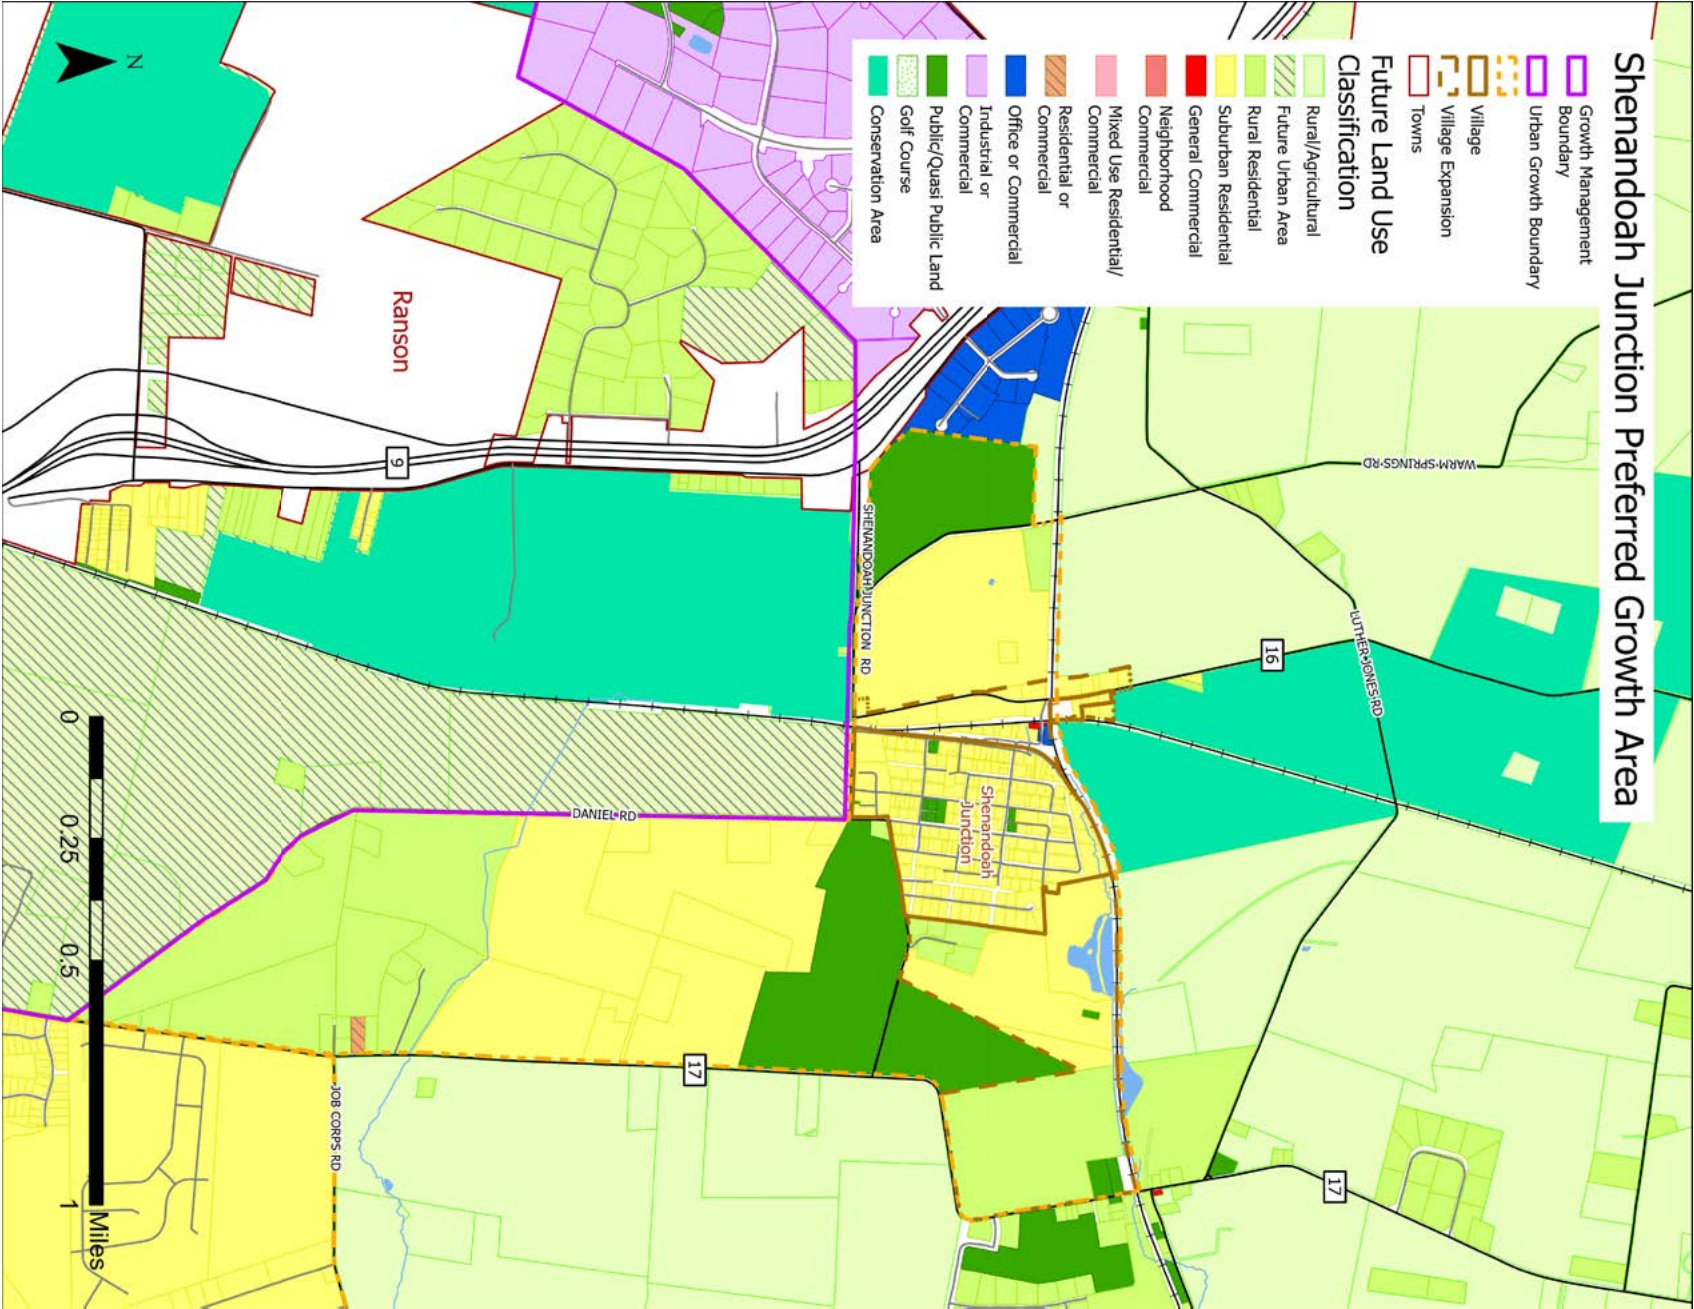 Shenandoah Junction Preferred Growth Area
Growth Management
Boundary
Urban Growth Boundary
Village
Village Expansion
Towns
Future Land Use
Classification
Rural/Agricultural
Future Urban Area
Rural Residential
Suburban Residential
General Commercial
Neighborhood
Commercial
Mixed Use Residential/
Commercial
Residential or
Commercial
Office or Commercial
Industrial or
Commercial
Public/Quasi Public Land
Golf Course
Conservation Area
WARM SPRINGS RD
LUTHER JONES RD
16
17
SHENANDOAH JUNCTION RD
Shenandoah
Junction
Ranson
9
DANIEL RD
17
JOB CORPS RD
N
0
0.25
0.5
1
Miles